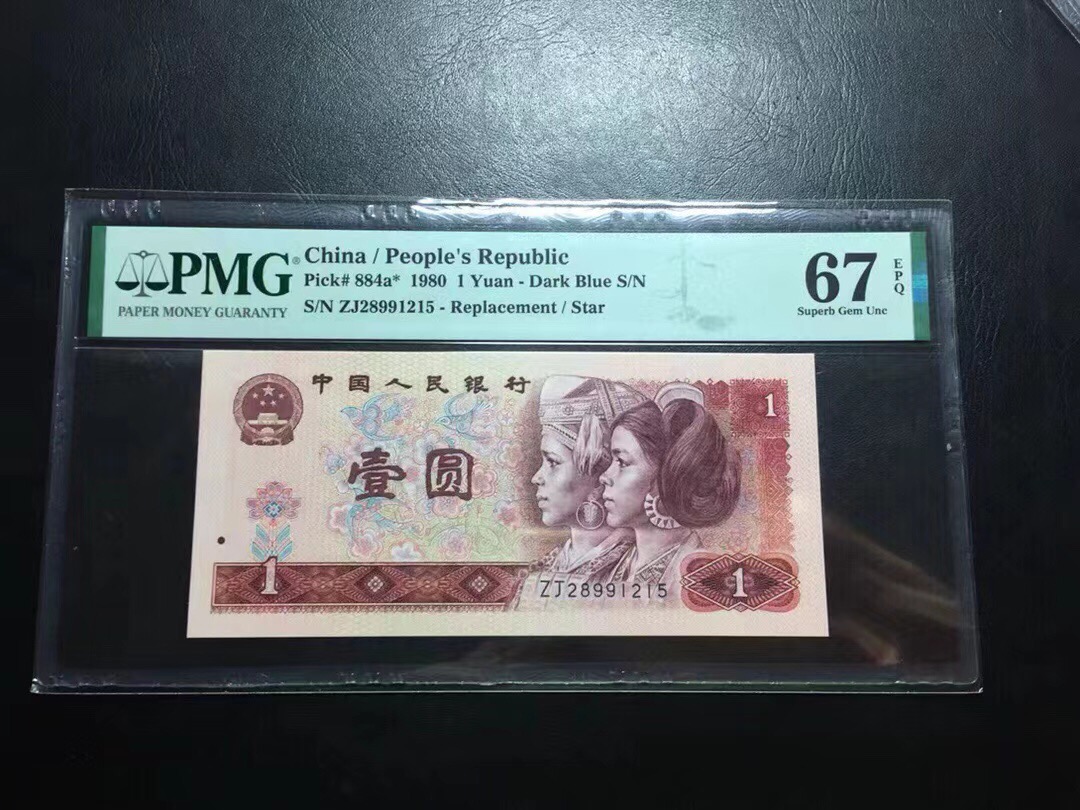 PMG®
PAPER MONEY GUARANTY
China / People's Republic
Pick# 884a* 1980 1 Yuan - Dark Blue S/N
S/N ZJ28991215 - Replacement / Star
67
EPQ
Superb Gem Unc
中国人民银行
1
壹圆
1
ZJ28991215
1